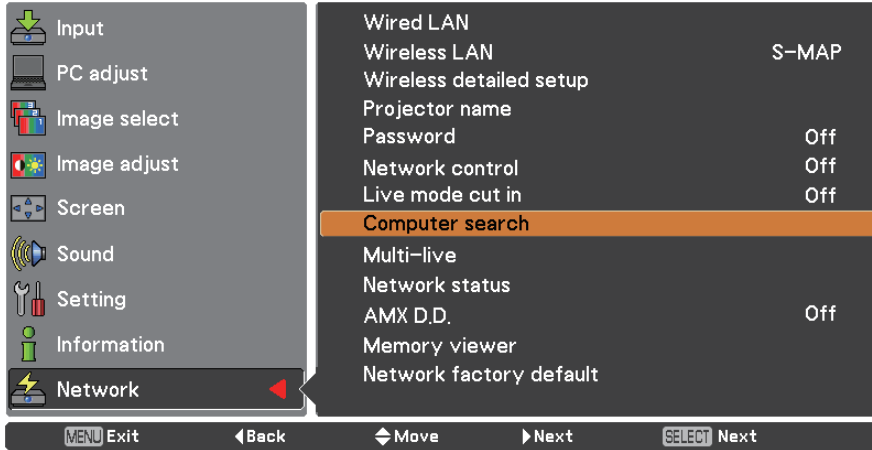 Input
PC adjust
Image select
Image adjust
Screen
Sound
Setting
Information
Network
Wired LAN
Wireless LAN S-MAP
Wireless detailed setup
Projector name
Password Off
Network control Off
Live mode cut in Off
Computer search
Multi-live
Network status
AMX D.D. Off
Memory viewer
Network factory default
MENU Exit Back Move Next SELECT Next